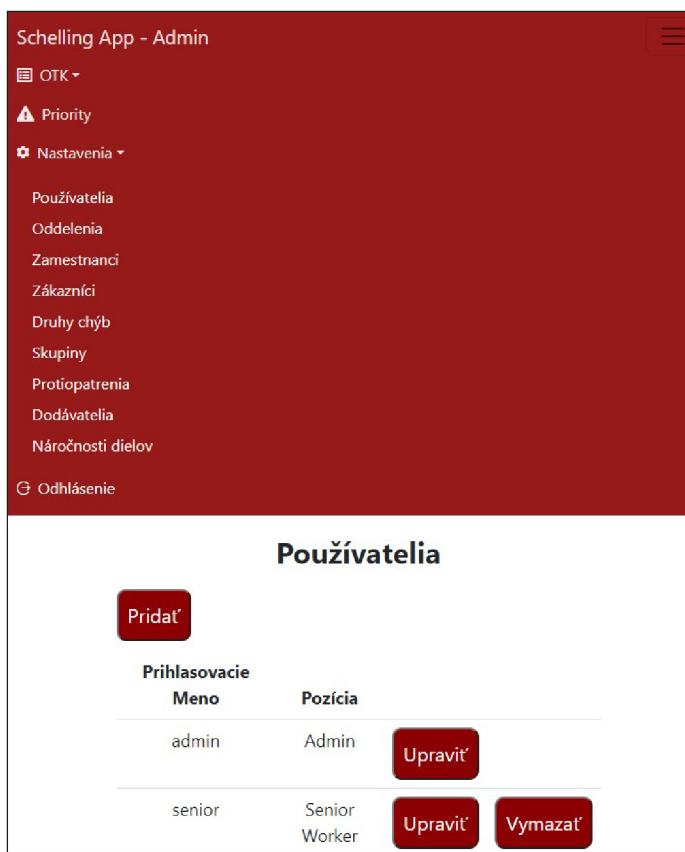 Schelling App - Admin
OTK
Priority
Nastavenia
Používatelia
Oddelenia
Zamestnanci
Zákazníci
Druhy chýb
Skupiny
Protiopatrenia
Dodávatelia
Náročnosti dielov
Odhlásenie
Používatelia
Pridať
Prihlasovacie
Meno Pozícia
admin Admin Upraviť
senior Senior
Worker Upraviť Vymazať